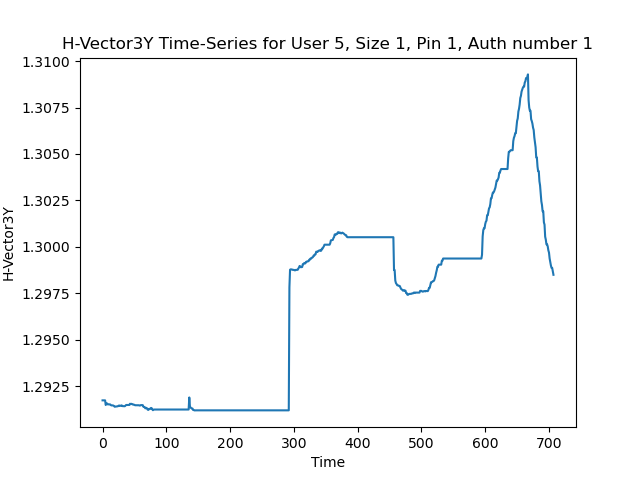 H-Vector3Y Time-Series for User 5, Size 1, Pin 1, Auth number 1
1.3100
1.3075
1.3050
1.3025
1.3000
1.2975
1.2950
1.2925
H-Vector3Y
0 100 200 300 400 500 600 700
Time